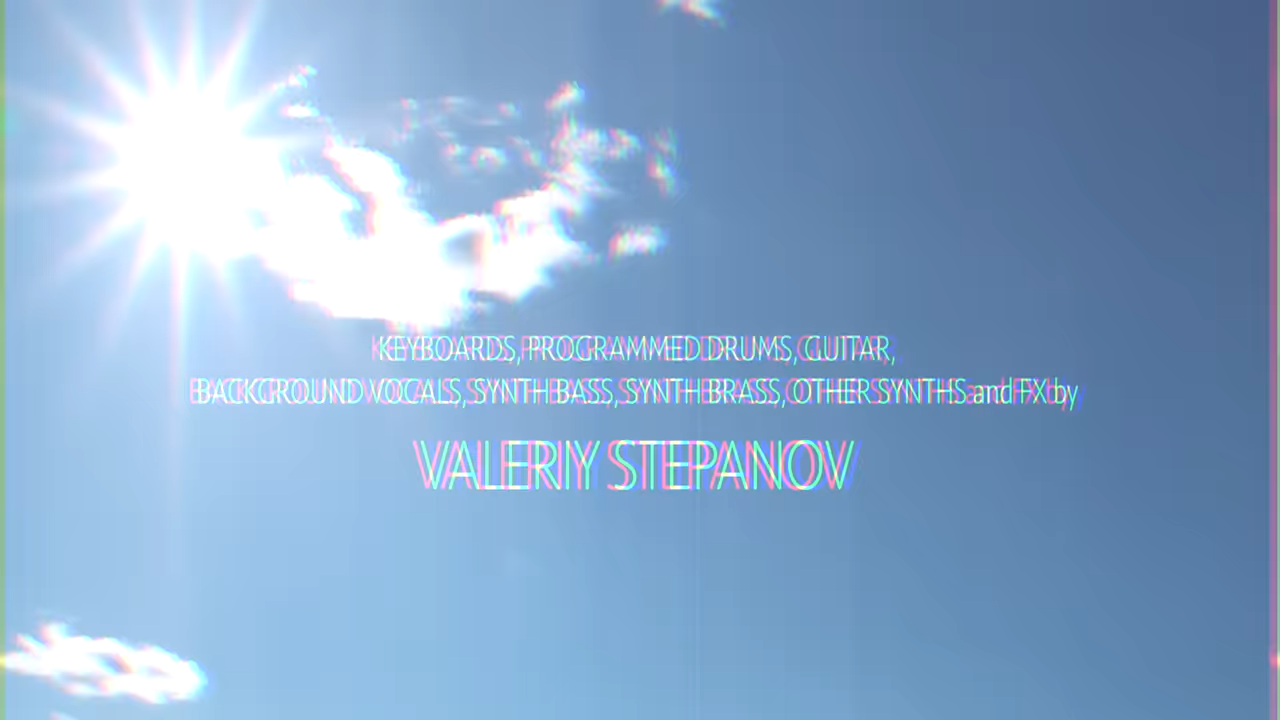 KEYBOARDS, PROGRAMMED DRUMS, GUITAR,
BACKGROUND VOCALS, SYNTH BASS, SYNTH BRASS, OTHER SYNTHS and FX by
VALERIY STEPANOV